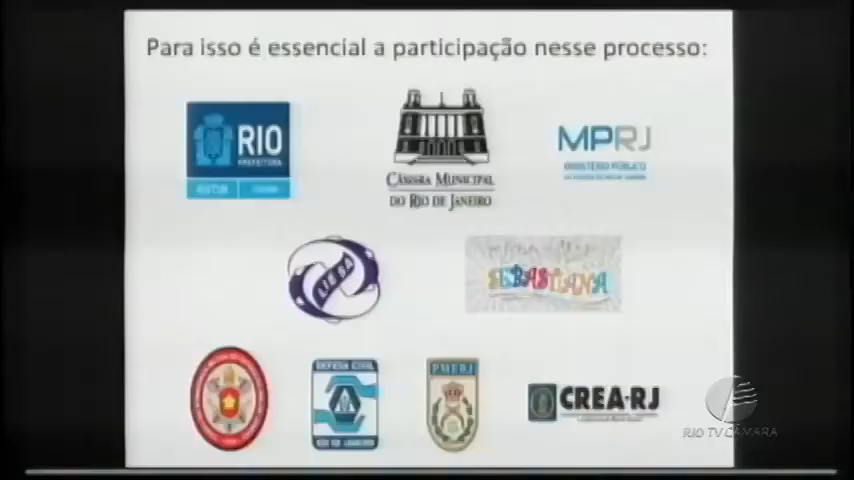 Para isso é essencial a participação nesse processo:
RIO
PREFEITURA
RIOTUR
CÂMARA MUNICIPAL
DO RIO DE JANEIRO
MPRJ
MINISTÉRIO PÚBLICO
LIESA
SEBASTIANA
DEFESA CIVIL
RIO DE JANEIRO
PMERJ
CREA-RJ
RIO TV CÂMARA